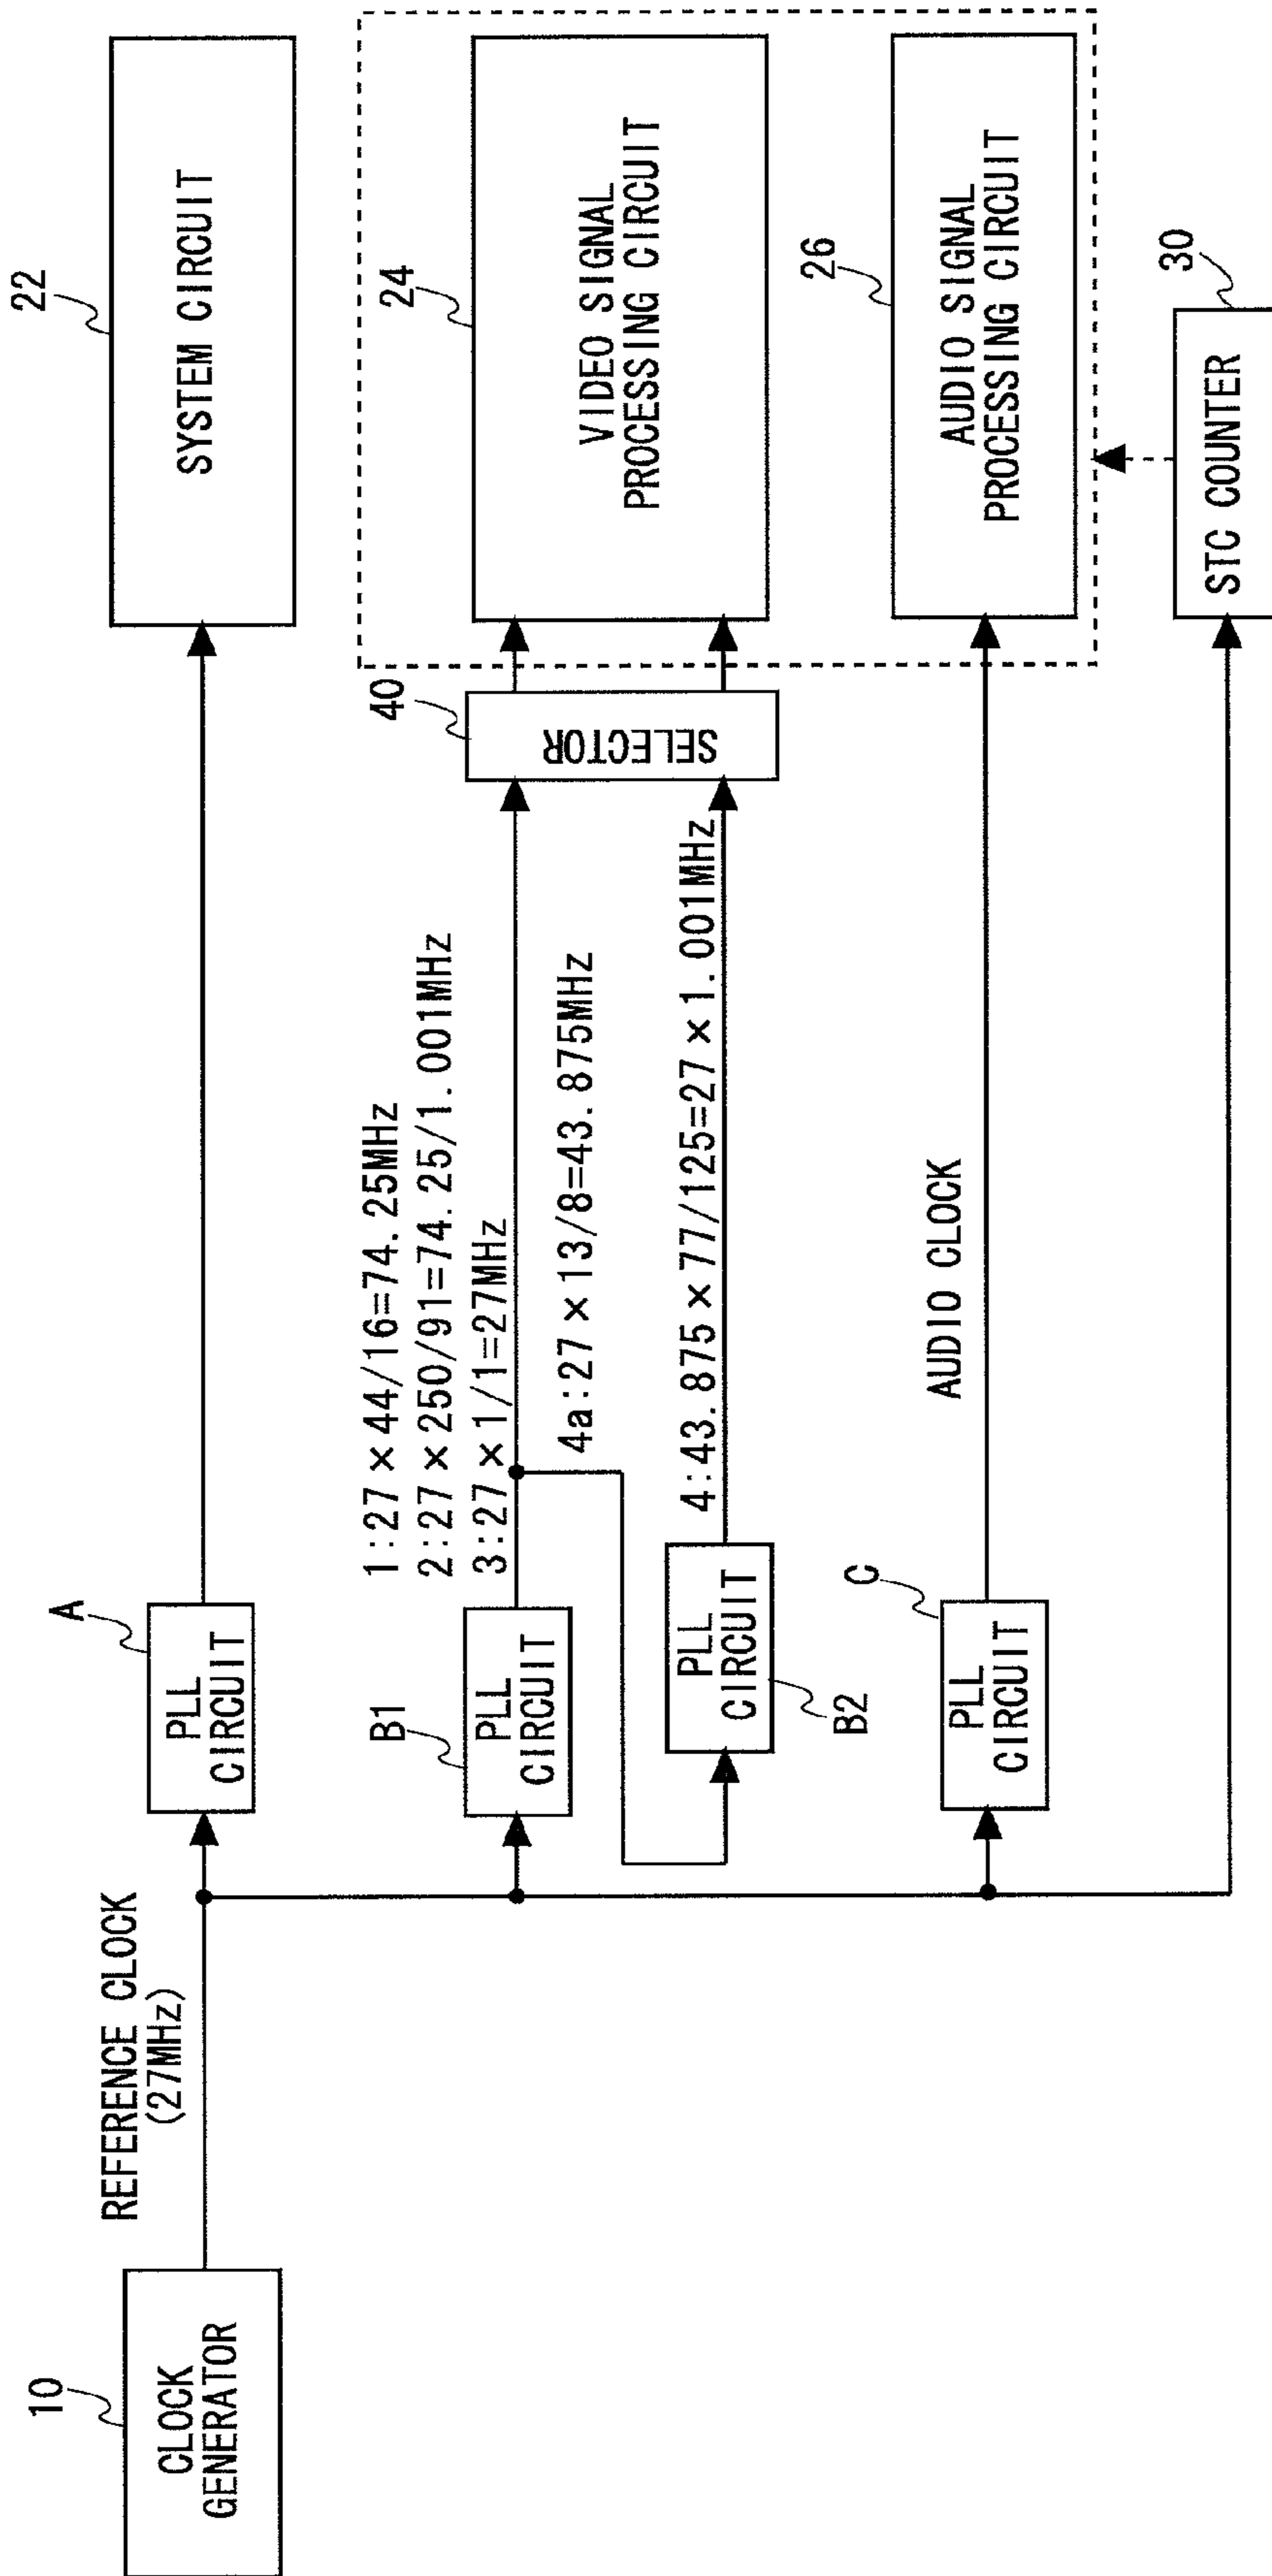 10
CLOCK
GENERATOR
REFERENCE CLOCK
(27MHz)
A
PLL
CIRCUIT
22
SYSTEM CIRCUIT
B1
PLL
CIRCUIT
1:27×44/16=74.25MHz
2:27×250/91=74.25/1.001MHz
3:27×1/1=27MHz
4a:27×13/8=43.875MHz
PLL
CIRCUIT
B2
4:43.875×77/125=27×1.001MHz
40
SELECTOR
24
VIDEO SIGNAL
PROCESSING CIRCUIT
C
PLL
CIRCUIT
AUDIO CLOCK
26
AUDIO SIGNAL
PROCESSING CIRCUIT
30
STC COUNTER